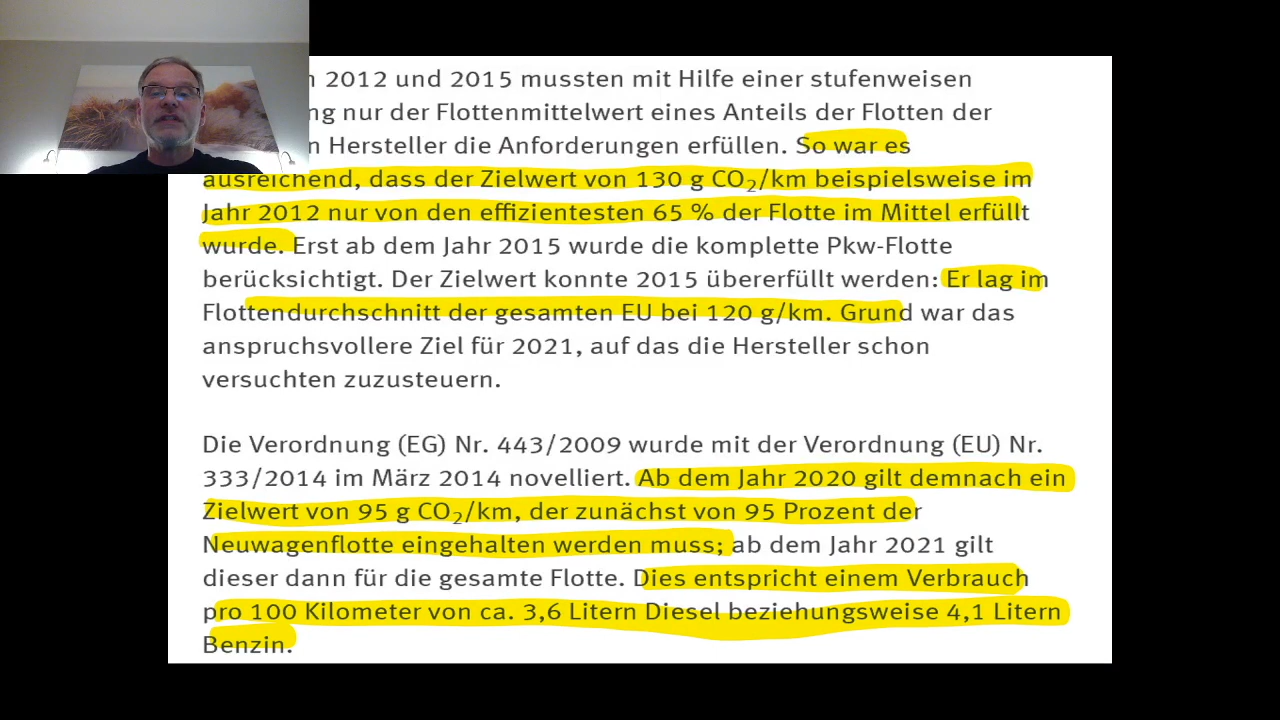 2012 und 2015 mussten mit Hilfe einer stufenweisen
nur der Flottenmittelwert eines Anteils der Flotten der
Hersteller die Anforderungen erfüllen. So war es
ausreichend, dass der Zielwert von 130 g CO₂/km beispielsweise im
Jahr 2012 nur von den effizientesten 65 % der Flotte im Mittel erfüllt
wurde. Erst ab dem Jahr 2015 wurde die komplette Pkw-Flotte
berücksichtigt. Der Zielwert konnte 2015 übererfüllt werden: Er lag im
Flottendurchschnitt der gesamten EU bei 120 g/km. Grund war das
anspruchsvollere Ziel für 2021, auf das die Hersteller schon
versuchten zuzusteuern.
Die Verordnung (EG) Nr. 443/2009 wurde mit der Verordnung (EU) Nr.
333/2014 im März 2014 novelliert. Ab dem Jahr 2020 gilt demnach ein
Zielwert von 95 g CO₂/km, der zunächst von 95 Prozent der
Neuwagenflotte eingehalten werden muss; ab dem Jahr 2021 gilt
dieser dann für die gesamte Flotte. Dies entspricht einem Verbrauch
pro 100 Kilometer von ca. 3,6 Litern Diesel beziehungsweise 4,1 Litern
Benzin.